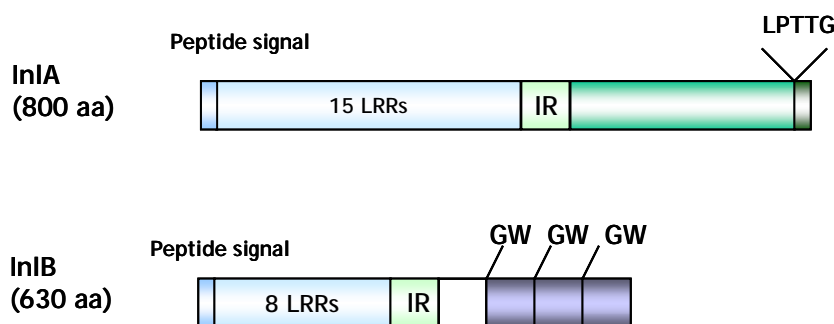 LPTTG
Peptide signal
InlA
(800 aa)
15 LRRs
IR
GW GW GW
Peptide signal
InlB
(630 aa)
8 LRRs
IR